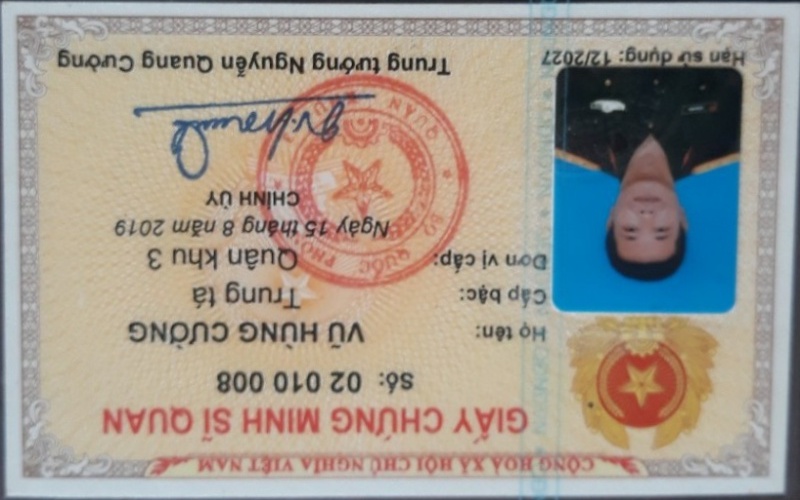 CỘNG HOÀ XÃ HỘI CHỦ NGHĨA VIỆT NAM
GIẤY CHỨNG MINH SĨ QUAN
Số: 02 010 008
Họ tên: VŨ HÙNG CƯỜNG
Cấp bậc: Trung tá
Đơn vị cấp: Quân khu 3
Ngày 15 tháng 8 năm 2019
CHÍNH ỦY
Hạn sử dụng: 12/2027
Trung tướng Nguyễn Quang Cường